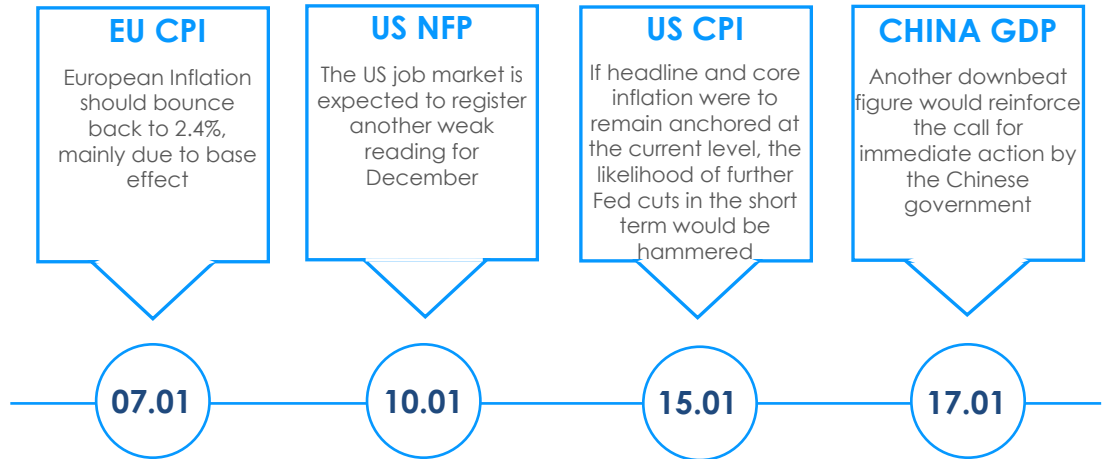 EU CPI
European Inflation
should bounce
back to 2.4%,
mainly due to base
effect
07.01
US NFP
The US job market is
expected to register
another weak
reading for
December
10.01
US CPI
If headline and core
inflation were to
remain anchored at
the current level, the
likelihood of further
Fed cuts in the short
term would be
hammered
15.01
CHINA GDP
Another downbeat
figure would reinforce
the call for
immediate action by
the Chinese
government
17.01